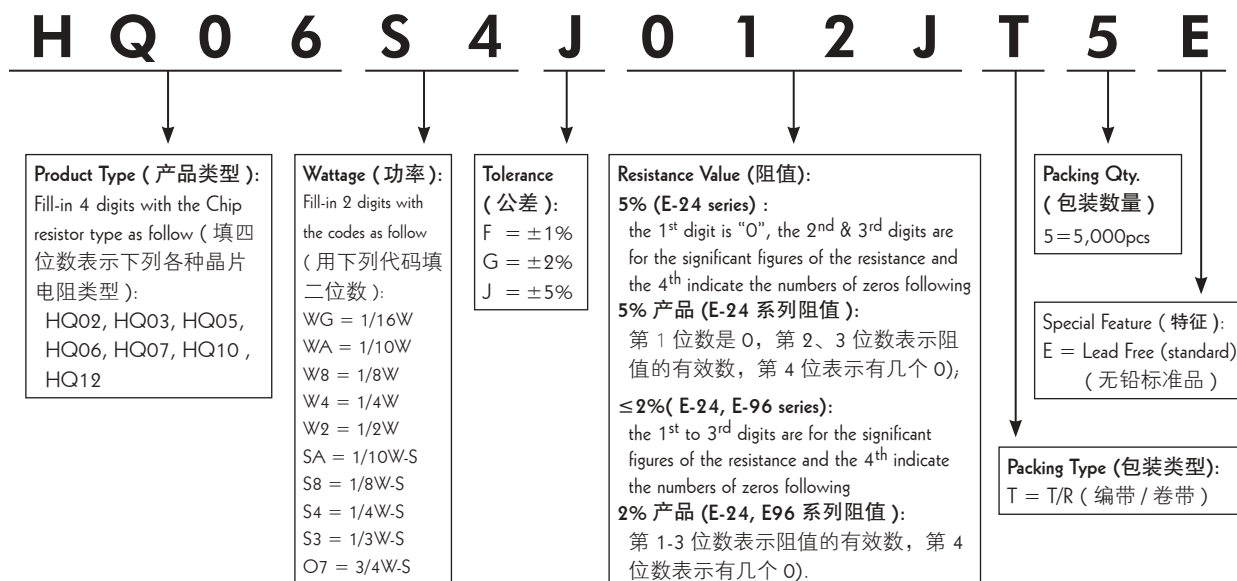 HQ06S4J012JT5E
Product Type ( 产品类型 ):
Fill-in 4 digits with the Chip
resistor type as follow ( 填四
位数表示下列各种晶片
电阻类型 ):
HQ02, HQ03, HQ05,
HQ06, HQ07, HQ10 ,
HQ12
Wattage ( 功率 ):
Fill-in 2 digits with
the codes as follow
( 用下列代码填
二位数 ):
WG = 1/16W
WA = 1/10W
W8 = 1/8W
W4 = 1/4W
W2 = 1/2W
SA = 1/10W-S
S8 = 1/8W-S
S4 = 1/4W-S
S3 = 1/3W-S
O7 = 3/4W-S
Tolerance
( 公差 ):
F = ±1%
G = ±2%
J = ±5%
Resistance Value (阻值):
5% (E-24 series) :
the 1st digit is “0”, the 2nd & 3rd digits are
for the significant figures of the resistance and
the 4th indicate the numbers of zeros following
5% 产品 (E-24 系列阻值 ):
第 1 位数是 0，第 2、3 位数表示阻
值的有效数，第 4 位表示有几个 0);
≤2%( E-24, E-96 series):
the 1st to 3rd digits are for the significant
figures of the resistance and the 4th indicate
the numbers of zeros following
2% 产品 (E-24, E96 系列阻值 ):
第 1-3 位数表示阻值的有效数，第 4
位数表示有几个 0).
Packing Qty.
( 包装数量 )
5=5,000pcs
Special Feature ( 特征 ):
E = Lead Free (standard)
( 无铅标准品 )
Packing Type (包装类型):
T = T/R ( 编带 / 卷带 )